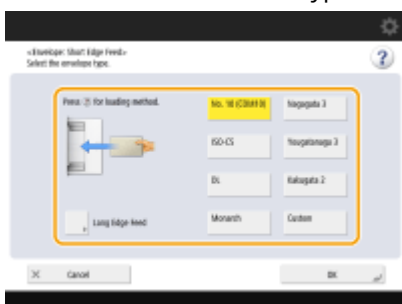 <Envelope: Short Edge Feed>
Select the envelope type.
Press ? for loading method.
No. 10 (COM10)
Nagagata 3
ISO-C5
Yougatanaga 3
DL
Kakugata 2
Long Edge Feed
Monarch
Custom
Cancel
OK